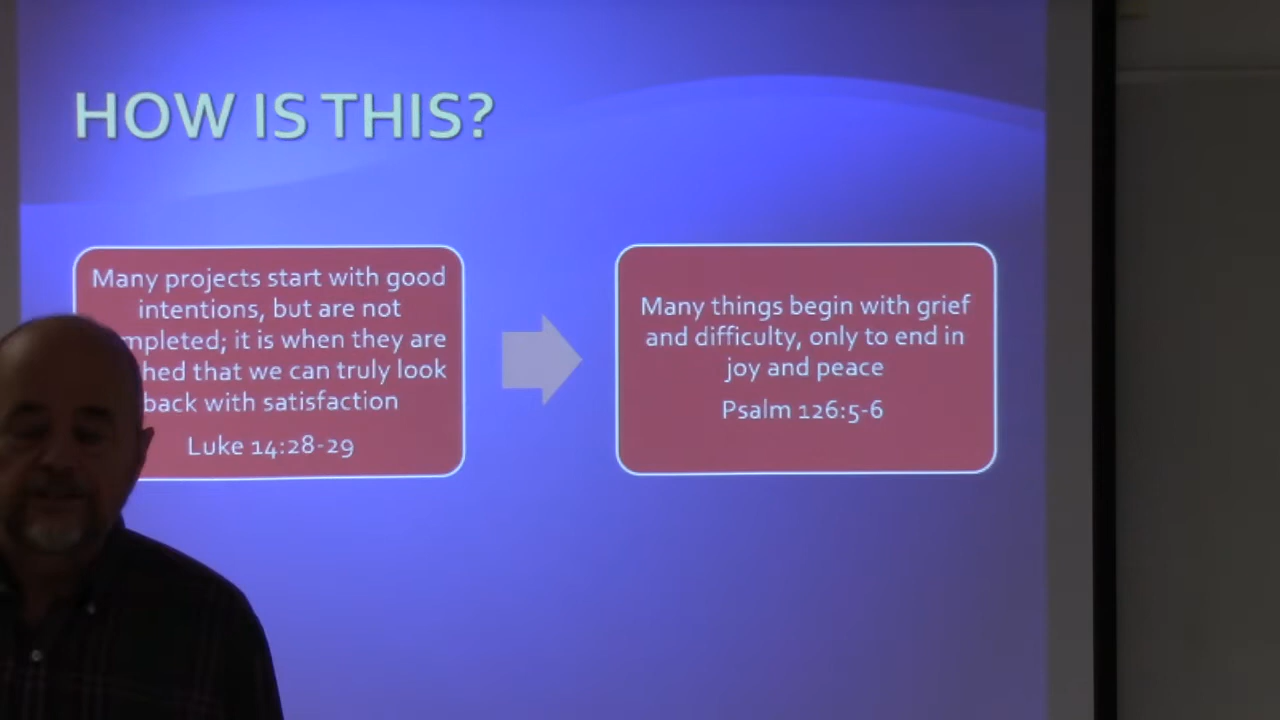 HOW IS THIS?
Many projects start with good
intentions, but are not
mpleted; it is when they are
hed that we can truly look
back with satisfaction
Luke 14:28-29
Many things begin with grief
and difficulty, only to end in
joy and peace
Psalm 126:5-6